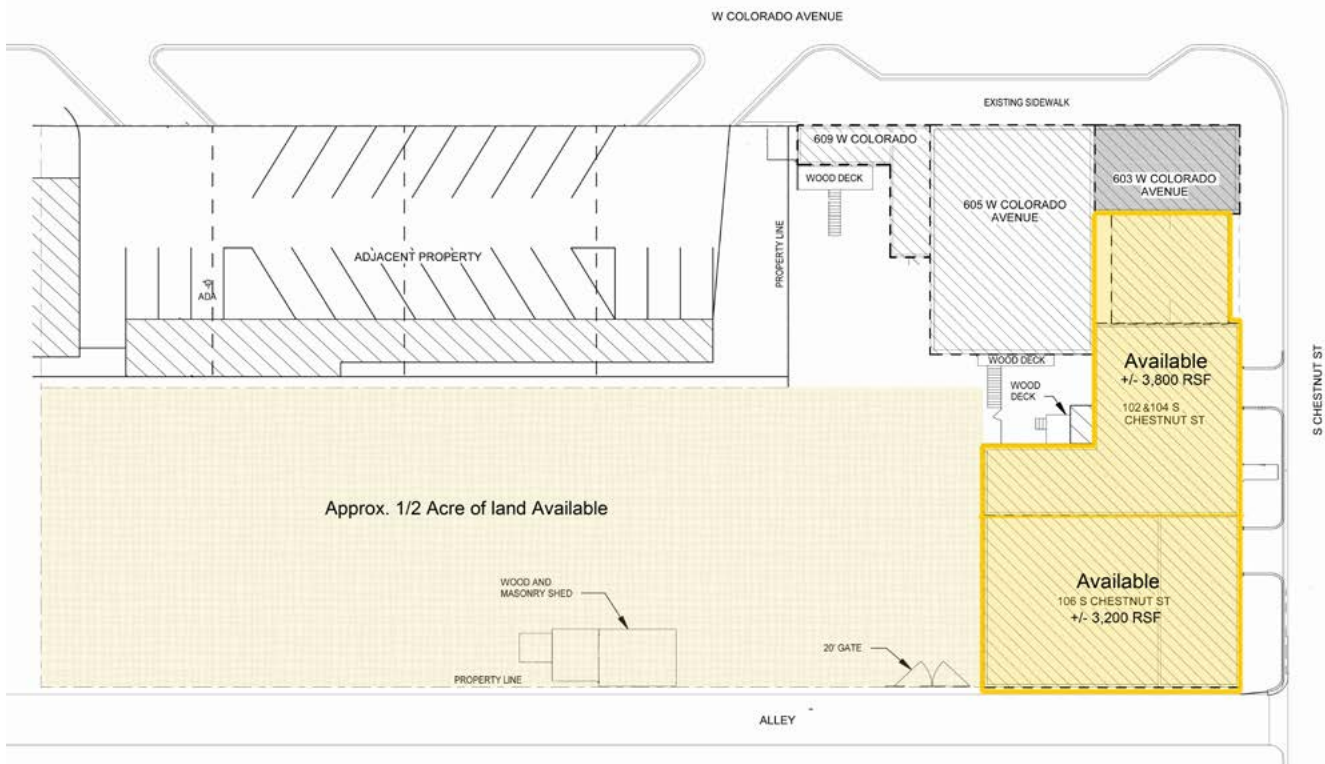 W COLORADO AVENUE
EXISTING SIDEWALK
609 W COLORADO
WOOD DECK
603 W COLORADO
AVENUE
605 W COLORADO
AVENUE
PROPERTY LINE
ADJACENT PROPERTY
ADA
S CHESTNUT ST
WOOD DECK
Available
+/- 3,800 RSF
WOOD
DECK
102 &104 S
CHESTNUT ST
Approx. 1/2 Acre of land Available
WOOD AND
MASONRY SHED
Available
106 S CHESTNUT ST
+/- 3,200 RSF
20' GATE
PROPERTY LINE
ALLEY